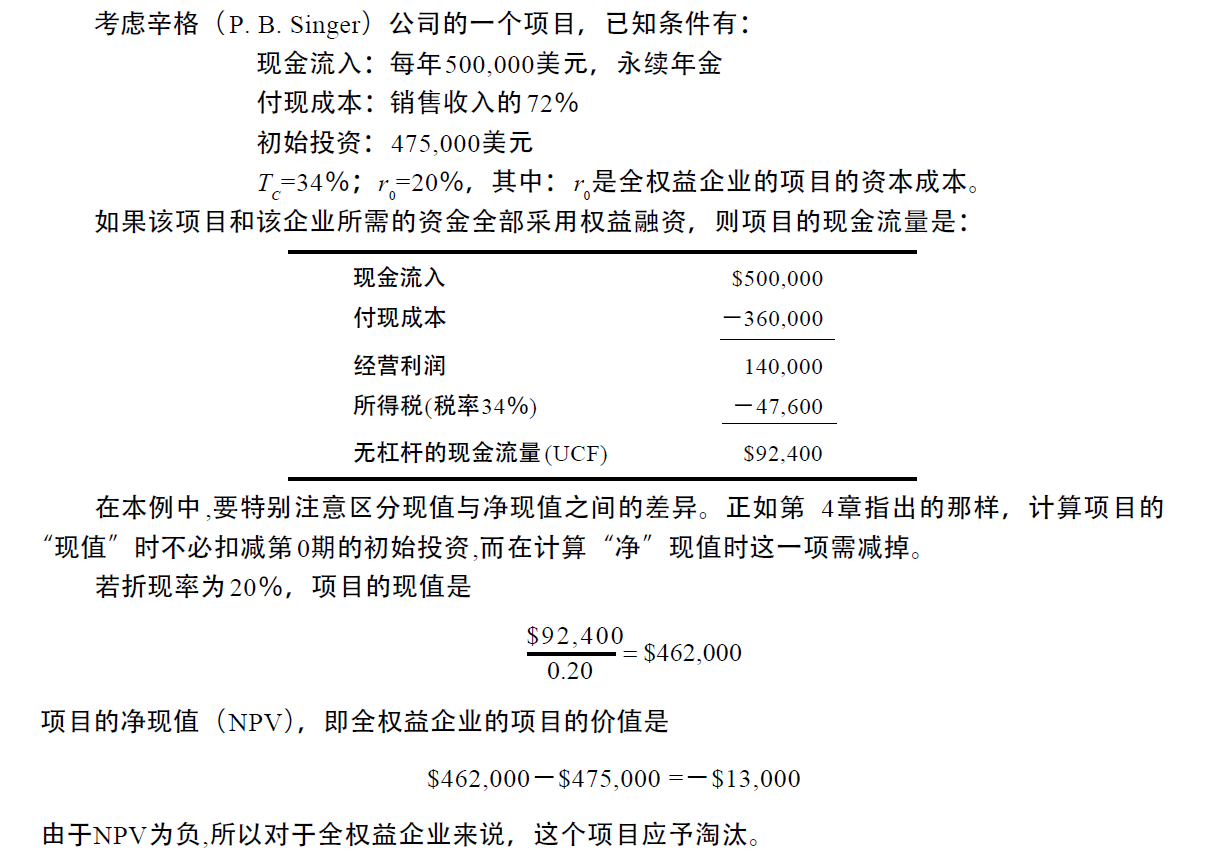 考虑辛格（P. B. Singer）公司的一个项目，已知条件有：
现金流入：每年500,000美元，永续年金
付现成本：销售收入的72%
初始投资：475,000美元
T_C=34%；r_0=20%，其中：r_0是全权益企业的项目的资本成本。
如果该项目和该企业所需的资金全部采用权益融资，则项目的现金流量是：
现金流入 $500,000
付现成本 －360,000
经营利润 140,000
所得税(税率34%) －47,600
无杠杆的现金流量(UCF) $92,400
在本例中,要特别注意区分现值与净现值之间的差异。正如第 4章指出的那样，计算项目的
“现值”时不必扣减第0期的初始投资,而在计算“净”现值时这一项需减掉。
若折现率为20%，项目的现值是
$92,400
0.20 = $462,000
项目的净现值（NPV），即全权益企业的项目的价值是
$462,000－$475,000 =－$13,000
由于NPV为负,所以对于全权益企业来说，这个项目应予淘汰。